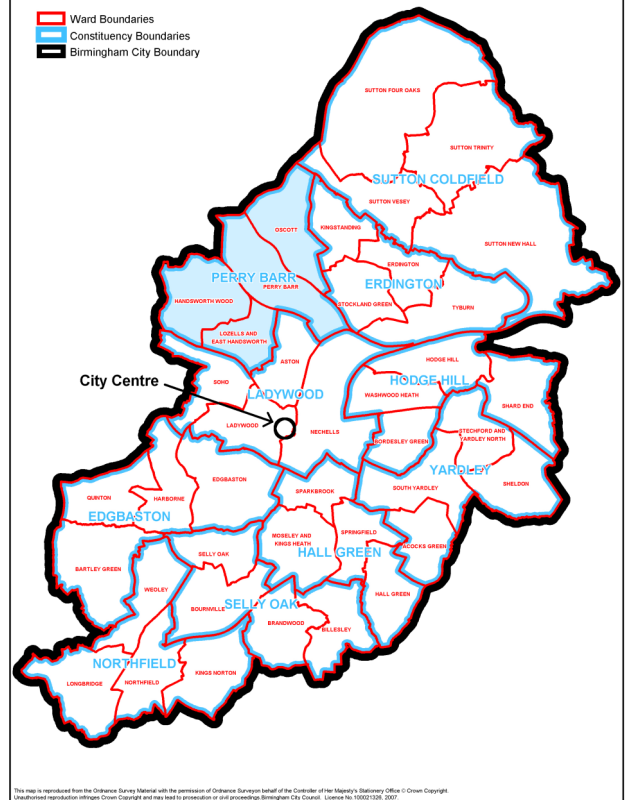 Ward Boundaries
Constituency Boundaries
Birmingham City Boundary
SUTTON FOUR OAKS
SUTTON TRINITY
SUTTON COLDFIELD
SUTTON VESEY
OSCOTT
KINGSTANDING
SUTTON NEW HALL
ERDINGTON
PERRY BARR
PERRY BARR
ERDINGTON
HANDSWORTH WOOD
STOCKLAND GREEN
TYBURN
LOZELLS AND
EAST HANDSWORTH
ASTON
HODGE HILL
City Centre
SOHO
HODGE HILL
LADYWOOD
WASHWOOD HEATH
SHARD END
LADYWOOD
NECHELLS
BORDESLEY GREEN
STECHFORD AND
YARDLEY NORTH
YARDLEY
EDGBASTON
SPARKBROOK
SOUTH YARDLEY
SHELDON
QUINTON
HARBORNE
EDGBASTON
MOSELEY AND
KINGS HEATH
SPRINGFIELD
ACOCKS GREEN
SELLY OAK
HALL GREEN
BARTLEY GREEN
WEOLEY
HALL GREEN
BOURNVILLE
SELLY OAK
BRANDWOOD
BILLESLEY
NORTHFIELD
KINGS NORTON
LONGBRIDGE
NORTHFIELD
This map is reproduced from the Ordnance Survey Material with the permission of Ordnance Surveyon behalf of the Controller of Her Majesty's Stationery Office © Crown Copyright.
Unauthorised reproduction infringes Crown Copyright and may lead to prosecution or civil proceedings.Birmingham City Council. Licence No.100021326, 2007.